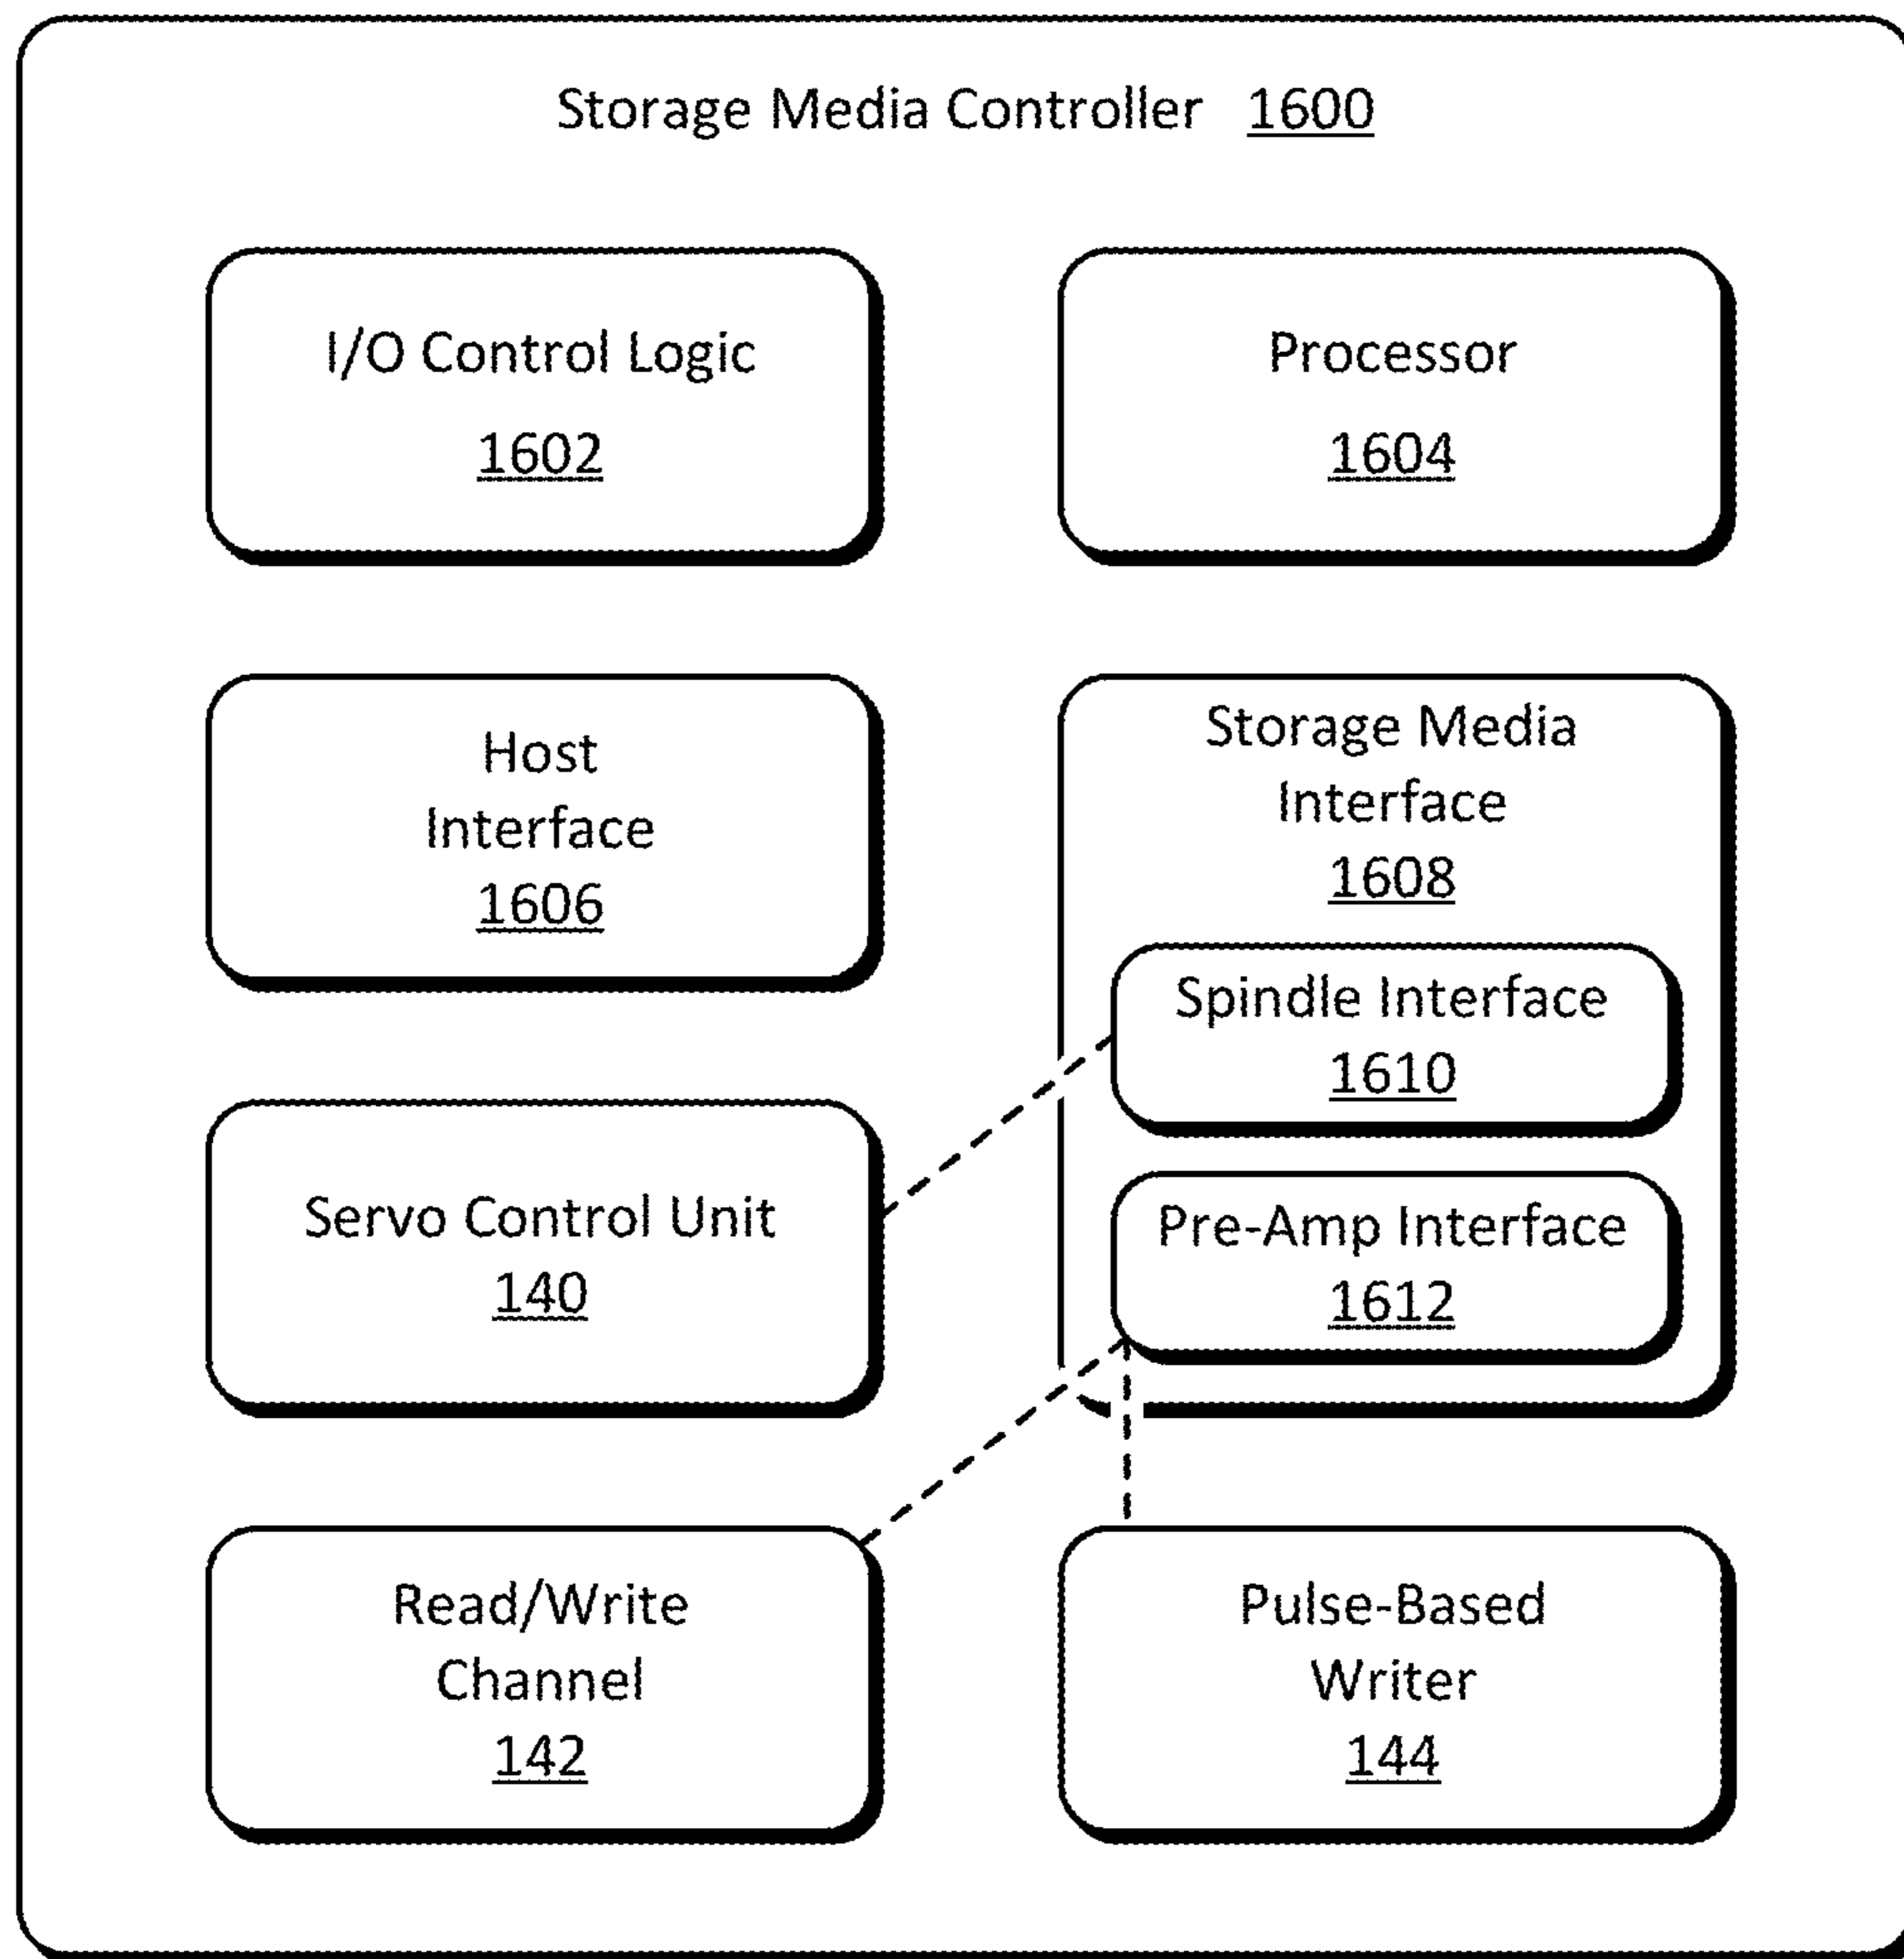 Storage Media Controller 1600
I/O Control Logic
1602
Processor
1604
Host
Interface
1606
Storage Media
Interface
1608
Spindle Interface
1610
Pre-Amp Interface
1612
Servo Control Unit
140
Read/Write
Channel
142
Pulse-Based
Writer
144